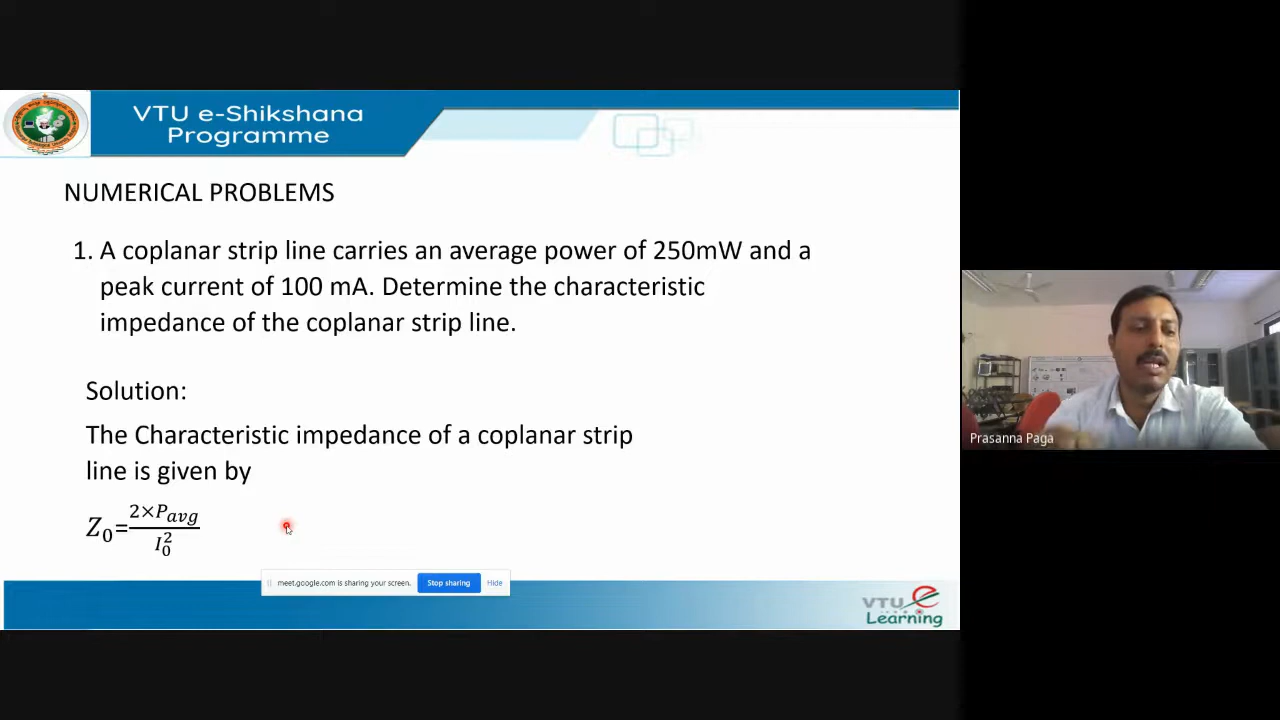 VTU e-Shikshana
Programme
NUMERICAL PROBLEMS
1. A coplanar strip line carries an average power of 250mW and a
peak current of 100 mA. Determine the characteristic
impedance of the coplanar strip line.
Solution:
The Characteristic impedance of a coplanar strip
line is given by
Z₀=2×Pₐᵥg/I₀²
Prasanna Paga
meet.google.com is sharing your screen.
Stop sharing
Hide
VTU e
Learning